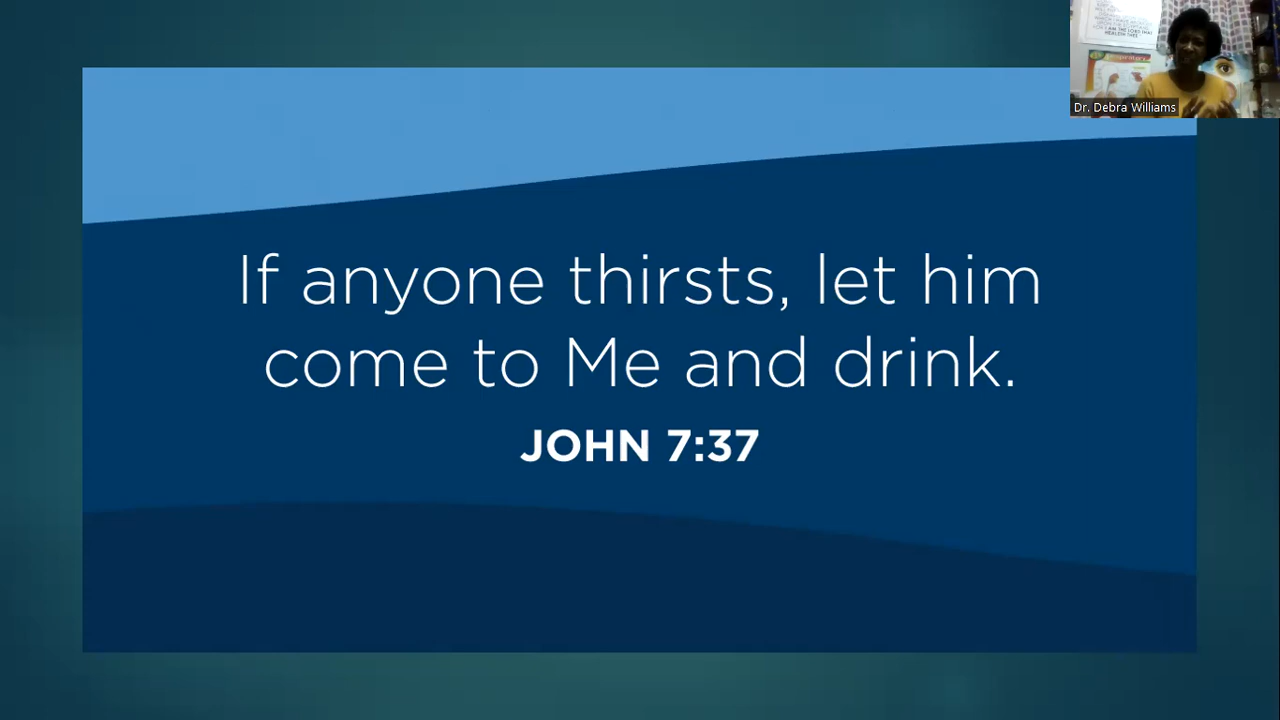 If anyone thirsts, let him
come to Me and drink.
JOHN 7:37
Dr. Debra Williams